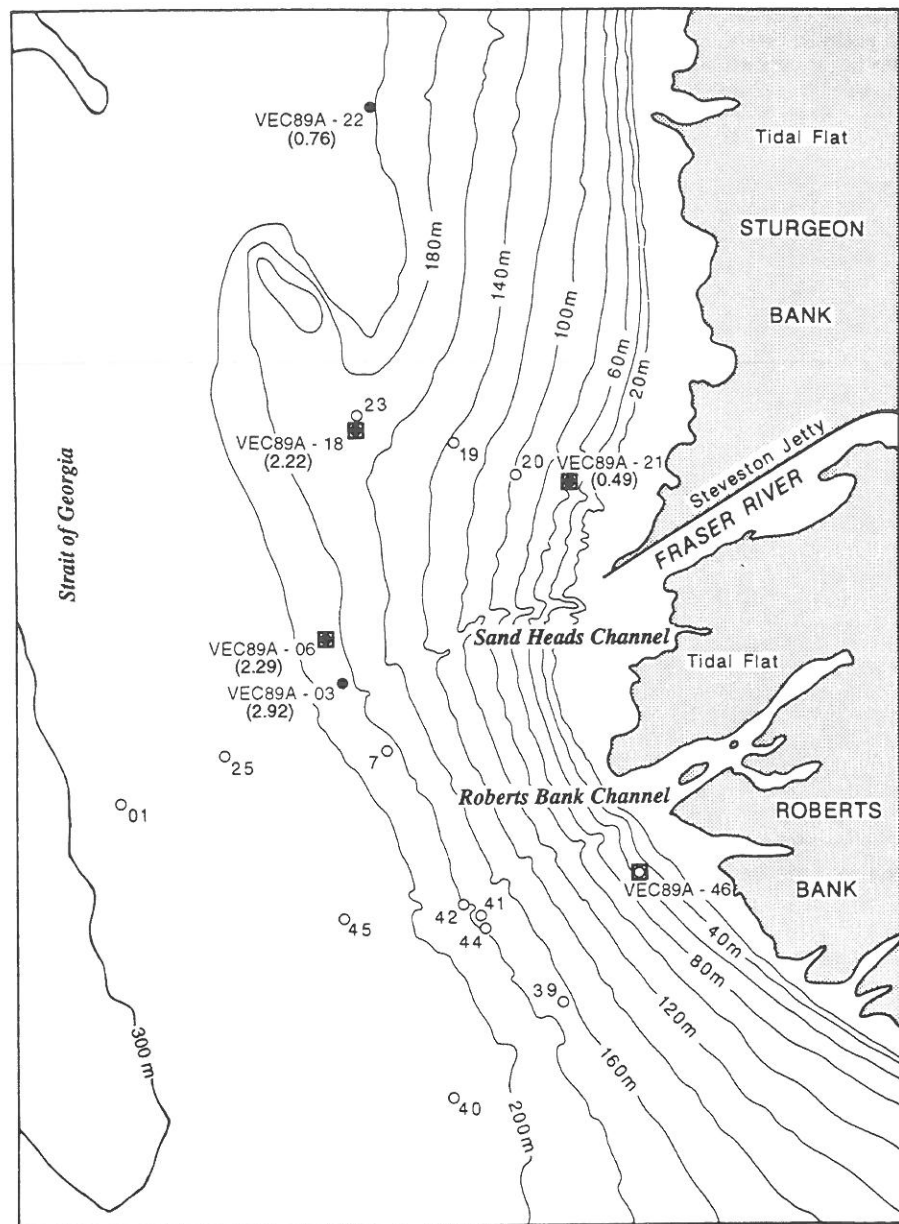 VEC89A - 22
(0.76)
Tidal Flat
STURGEON
BANK
180m
140m
100m
60m
20m
23
VEC89A - 18
(2.22)
19
20
VEC89A - 21
(0.49)
Steveston Jetty
FRASER RIVER
Strait of Georgia
Sand Heads Channel
VEC89A - 06
(2.29)
VEC89A - 03
(2.92)
Tidal Flat
25
7
01
Roberts Bank Channel
ROBERTS
BANK
VEC89A - 46
42
41
44
45
40m
80m
39
120m
160m
300 m
40
200m